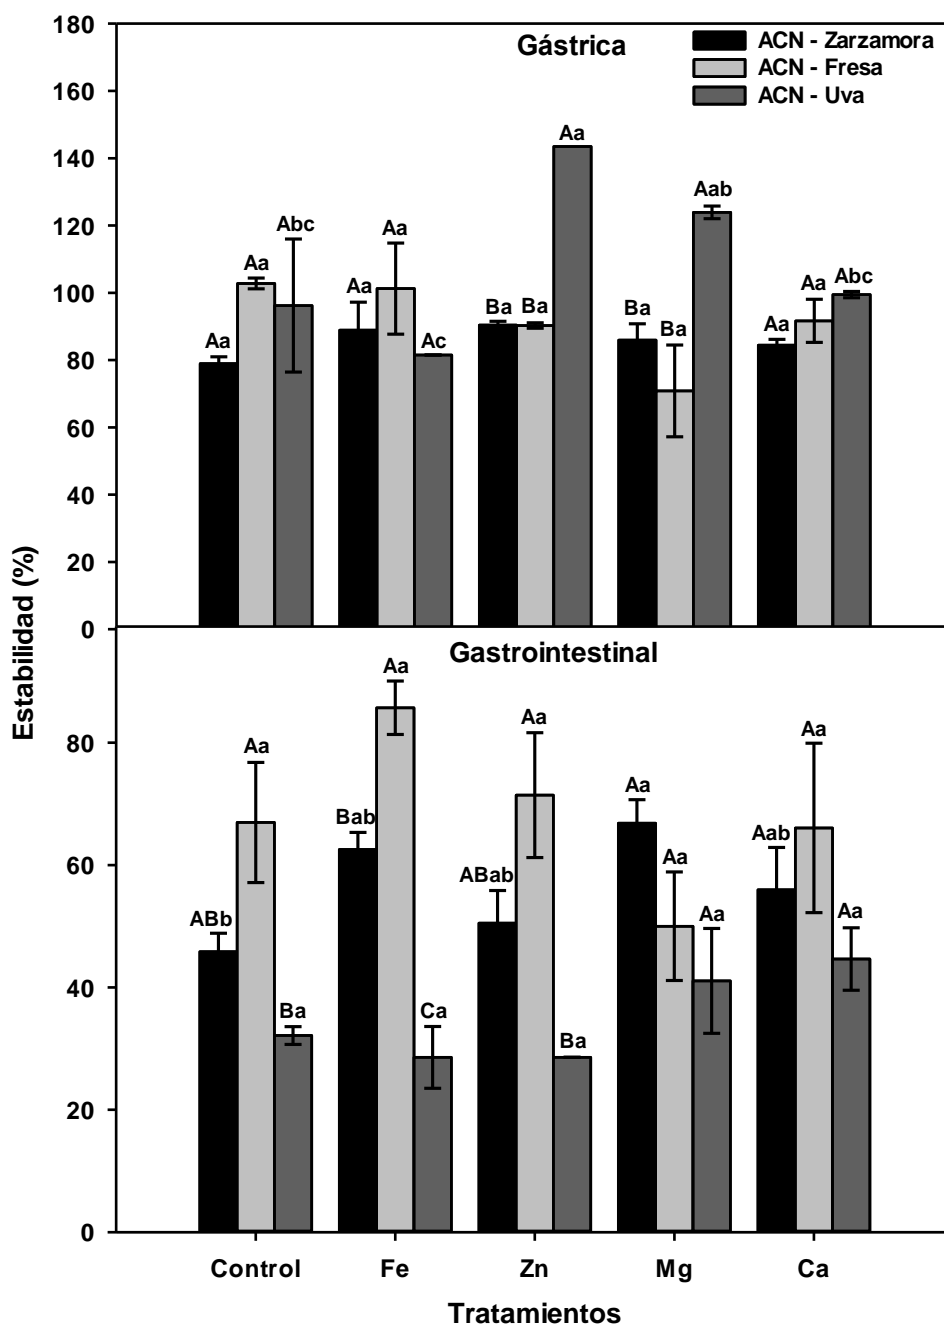 180
Gástrica
ACN - Zarzamora
ACN - Fresa
ACN - Uva
160
140
120
100
80
60
40
20
0
Aa
Aa
Abc
Aa
Aa
Ac
Ba
Ba
Aa
Ba
Ba
Aab
Aa
Aa
Abc
Estabilidad (%)
Gastrointestinal
80
60
40
20
0
ABb
Aa
Ba
Bab
Aa
Ca
ABab
Aa
Ba
Aa
Aa
Aa
Aab
Aa
Aa
Control Fe Zn Mg Ca
Tratamientos